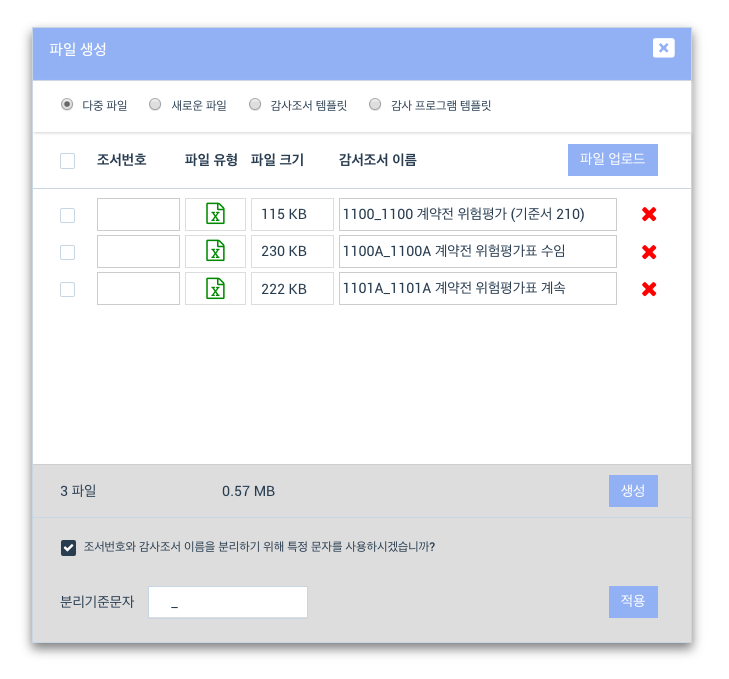 파일 생성
다중 파일 새로운 파일 감사조서 템플릿 감사 프로그램 템플릿
조서번호 파일 유형 파일 크기 감서조서 이름 파일 업로드
115 KB 1100_1100 계약전 위험평가 (기준서 210)
230 KB 1100A_1100A 계약전 위험평가표 수임
222 KB 1101A_1101A 계약전 위험평가표 계속
3 파일 0.57 MB 생성
조서번호와 감사조서 이름을 분리하기 위해 특정 문자를 사용하시겠습니까?
분리기준문자 _ 적용